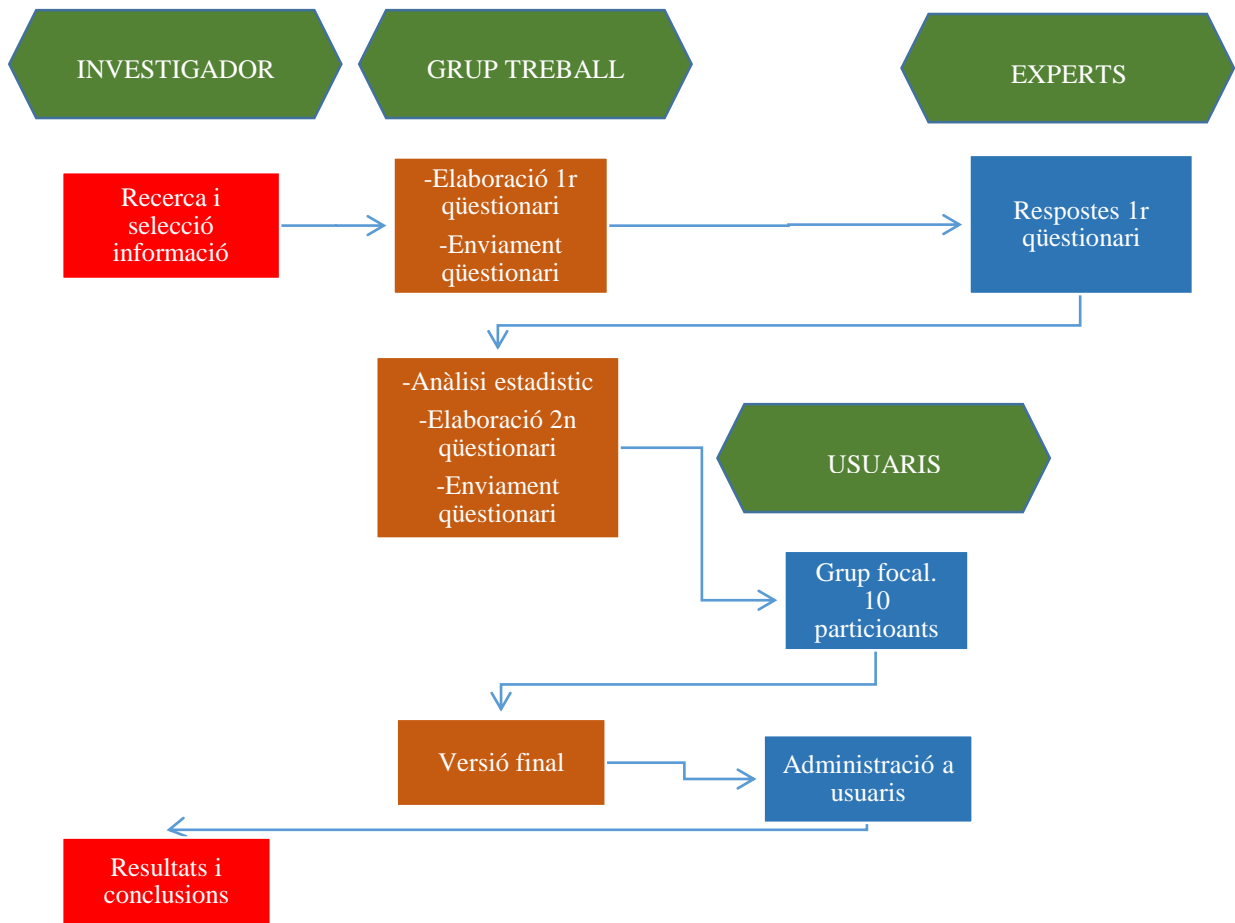 INVESTIGADOR
GRUP TREBALL
EXPERTS
Recerca i
selecció
informació
-Elaboració 1r
qüestionari
-Enviament
qüestionari
Respostes 1r
qüestionari
-Anàlisi estadistic
-Elaboració 2n
qüestionari
-Enviament
qüestionari
USUARIS
Grup focal.
10
particioants
Versió final
Administració a
usuaris
Resultats i
conclusions